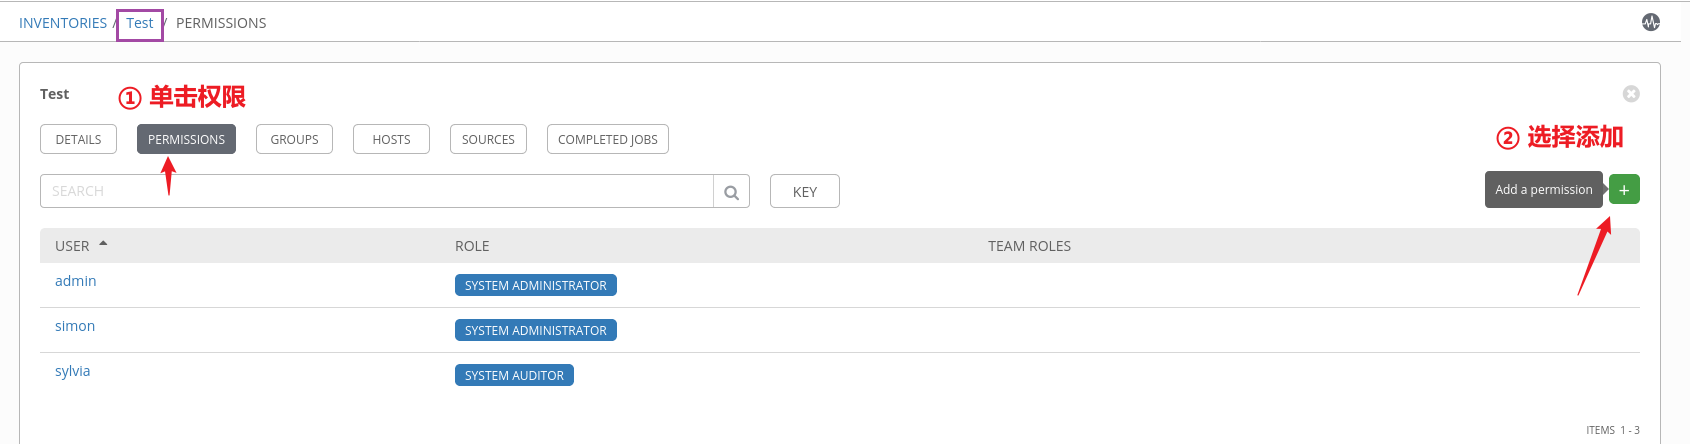 INVENTORIES / Test / PERMISSIONS
Test
① 单击权限
DETAILS PERMISSIONS GROUPS HOSTS SOURCES COMPLETED JOBS
② 选择添加
SEARCH KEY Add a permission +
USER ROLE TEAM ROLES
admin SYSTEM ADMINISTRATOR
simon SYSTEM ADMINISTRATOR
sylvia SYSTEM AUDITOR
ITEMS 1 - 3